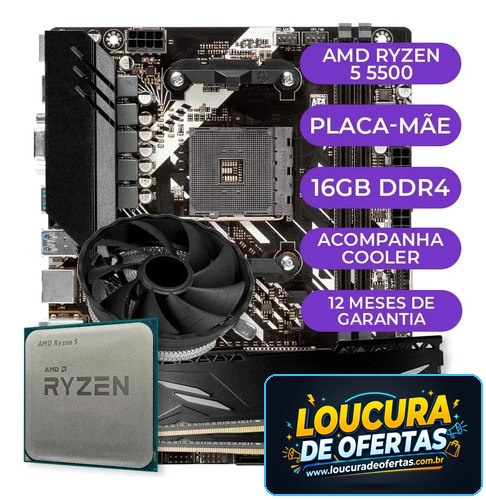 AMD RYZEN
5 5500
PLACA-MÃE
16GB DDR4
ACOMPANHA
COOLER
12 MESES DE
GARANTIA
AMD Ryzen 5
AMD
RYZEN
LOUCURA
DE OFERTAS
www.loucuradeofertas.com.br